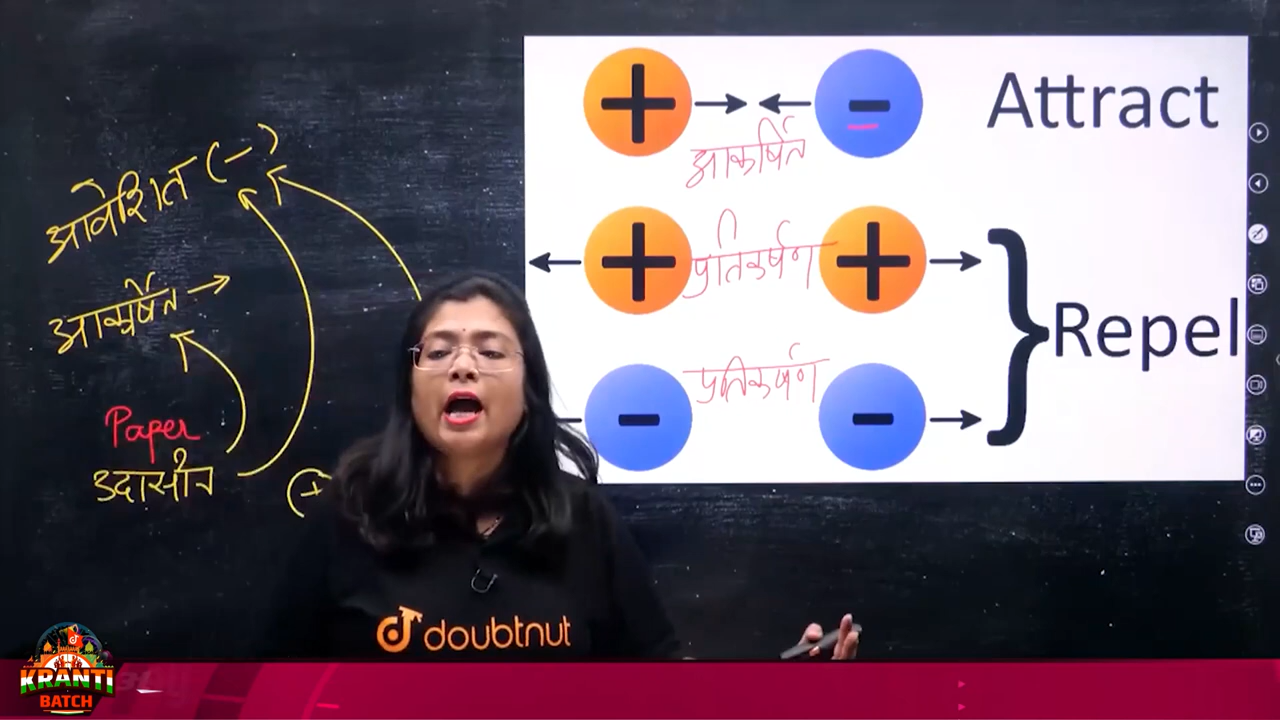 आवेशित (-)
आकर्षित →
Paper
उदासीन
(+
+ → ← - Attract
आकर्षित
← + प्रतिकर्षण + →
} Repel
- प्रतिकर्षण - →
doubtnut
KRANTI
BATCH